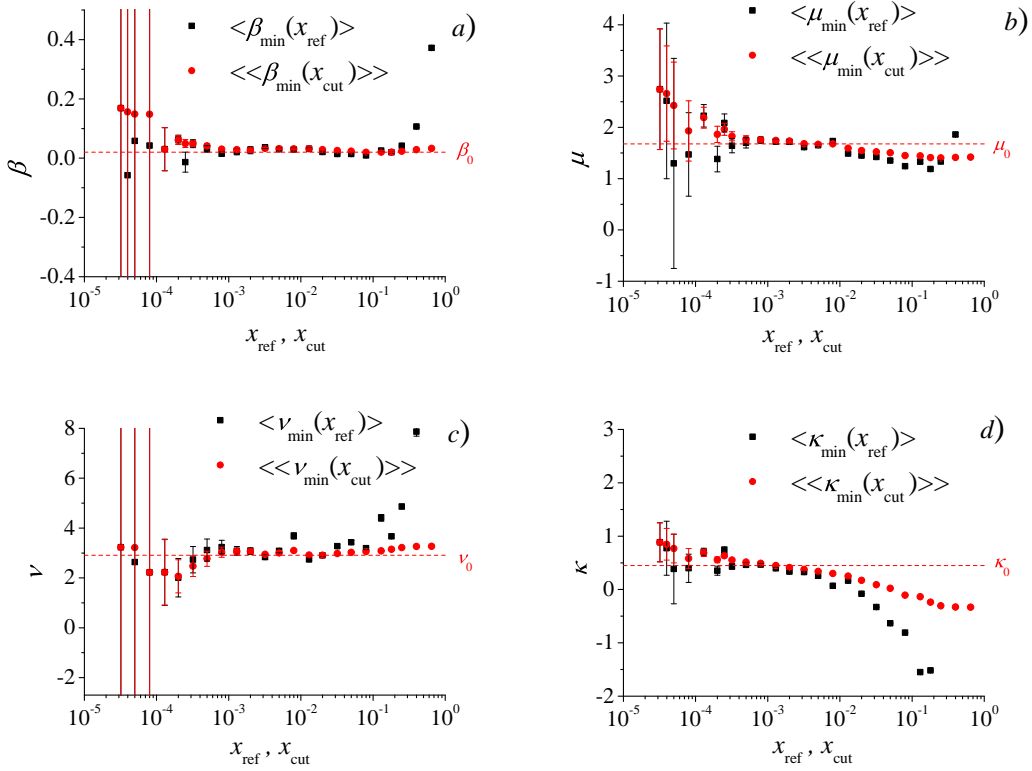 a)
<β_min(x_ref)>
<<β_min(x_cut)>>
0.4
0.2
0.0
-0.2
-0.4
β
β_0
10^-5 10^-4 10^-3 10^-2 10^-1 10^0
x_ref , x_cut
b)
<μ_min(x_ref)>
<<μ_min(x_cut)>>
4
3
2
1
0
-1
μ
μ_0
10^-5 10^-4 10^-3 10^-2 10^-1 10^0
x_ref , x_cut
c)
<ν_min(x_ref)>
<<ν_min(x_cut)>>
8
6
4
2
0
-2
ν
ν_0
10^-5 10^-4 10^-3 10^-2 10^-1 10^0
x_ref , x_cut
d)
<κ_min(x_ref)>
<<κ_min(x_cut)>>
3
2
1
0
-1
-2
κ
κ_0
10^-5 10^-4 10^-3 10^-2 10^-1 10^0
x_ref , x_cut